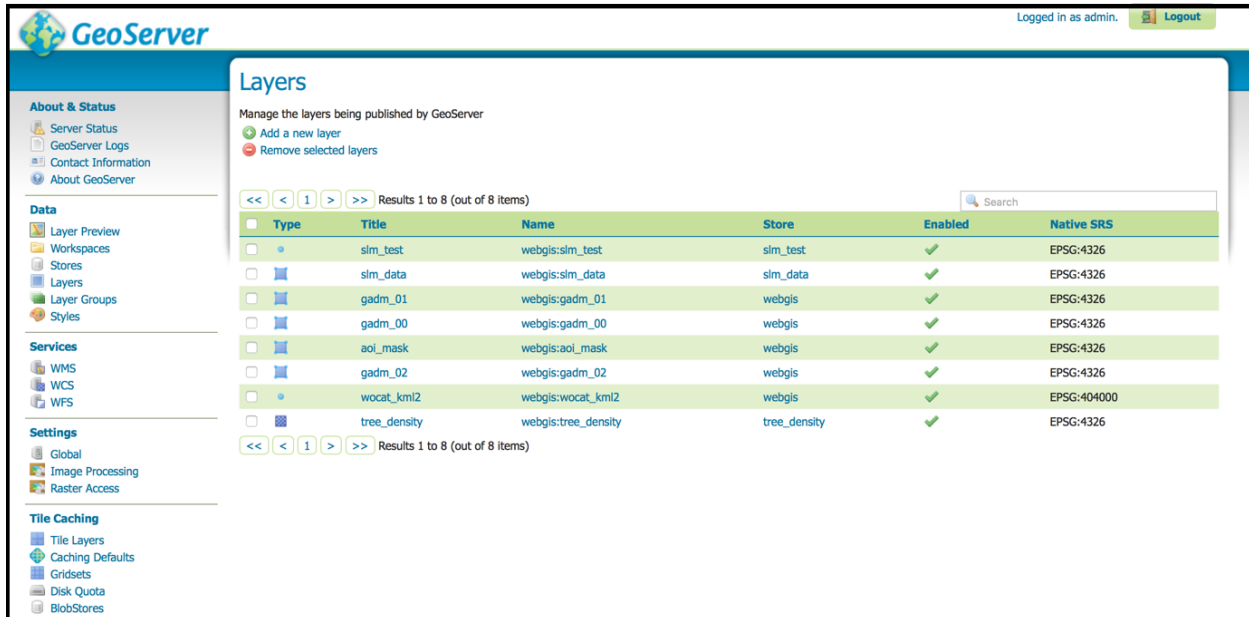 GeoServer
Logged in as admin. Logout
About & Status
Server Status
GeoServer Logs
Contact Information
About GeoServer
Data
Layer Preview
Workspaces
Stores
Layers
Layer Groups
Styles
Services
WMS
WCS
WFS
Settings
Global
Image Processing
Raster Access
Tile Caching
Tile Layers
Caching Defaults
Gridsets
Disk Quota
BlobStores
Layers
Manage the layers being published by GeoServer
Add a new layer
Remove selected layers
<< < 1 > >> Results 1 to 8 (out of 8 items) Search
Type Title Name Store Enabled Native SRS
slm_test webgis:slm_test slm_test EPSG:4326
slm_data webgis:slm_data slm_data EPSG:4326
gadm_01 webgis:gadm_01 webgis EPSG:4326
gadm_00 webgis:gadm_00 webgis EPSG:4326
aoi_mask webgis:aoi_mask webgis EPSG:4326
gadm_02 webgis:gadm_02 webgis EPSG:4326
wocat_kml2 webgis:wocat_kml2 webgis EPSG:404000
tree_density webgis:tree_density tree_density EPSG:4326
<< < 1 > >> Results 1 to 8 (out of 8 items)